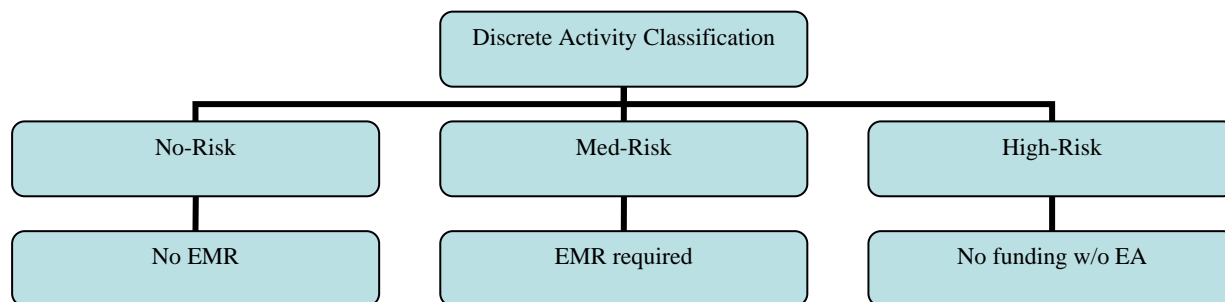 Discrete Activity Classification
No-Risk
Med-Risk
High-Risk
No EMR
EMR required
No funding w/o EA